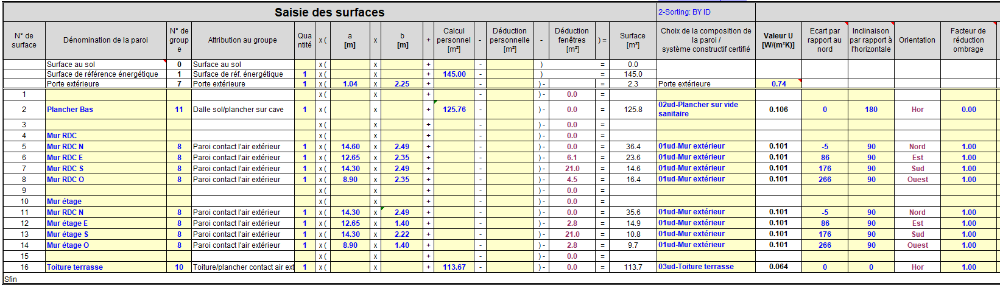 Saisie des surfaces 2-Sorting: BY ID
N° de surface Dénomination de la paroi N° de group e Attribution au groupe Qua ntité x ( a [m] x b [m] + Calcul personnel [m²] - Déduction personnelle [m²] - Déduction fenêtres [m²] ) = Surface [m²] Choix de la composition de la paroi / système constructif certifié Valeur U [W/(m²K)] Ecart par rapport au nord Inclinaison par rapport à l'horizontale Orientation Facteur de réduction ombrage
Surface au sol 0 Surface au sol x ( x + - ) = 0.0
Surface de référence énergétique 1 Surface de réf. énergétique 1 x ( x + 145.00 - ) = 145.0
Porte extérieure 7 Porte extérieure 1 x ( 1.04 x 2.25 + - ) - = 2.3 Porte extérieure 0.74
1 x ( x + - ) - 0.0 =
2 Plancher Bas 11 Dalle sol/plancher sur cave 1 x ( x + 125.76 - ) - 0.0 = 125.8 02ud-Plancher sur vide sanitaire 0.106 0 180 Hor 0.00
3 x ( x + - ) - 0.0 =
4 Mur RDC x ( x + - ) - 0.0 =
5 Mur RDC N 8 Paroi contact l'air extérieur 1 x ( 14.60 x 2.49 + - ) - 0.0 = 36.4 01ud-Mur extérieur 0.101 -5 90 Nord 1.00
6 Mur RDC E 8 Paroi contact l'air extérieur 1 x ( 12.65 x 2.35 + - ) - 6.1 = 23.6 01ud-Mur extérieur 0.101 86 90 Est 1.00
7 Mur RDC S 8 Paroi contact l'air extérieur 1 x ( 14.30 x 2.49 + - ) - 21.0 = 14.6 01ud-Mur extérieur 0.101 176 90 Sud 1.00
8 Mur RDC O 8 Paroi contact l'air extérieur 1 x ( 8.90 x 2.35 + - ) - 4.5 = 16.4 01ud-Mur extérieur 0.101 266 90 Ouest 1.00
9 x ( x + - ) - 0.0 =
10 Mur étage x ( x + - ) - 0.0 =
11 Mur RDC N 8 Paroi contact l'air extérieur 1 x ( 14.30 x 2.49 + - ) - 0.0 = 35.6 01ud-Mur extérieur 0.101 -5 90 Nord 1.00
12 Mur étage E 8 Paroi contact l'air extérieur 1 x ( 12.65 x 1.40 + - ) - 2.8 = 14.9 01ud-Mur extérieur 0.101 86 90 Est 1.00
13 Mur étage S 8 Paroi contact l'air extérieur 1 x ( 14.30 x 2.22 + - ) - 21.0 = 10.8 01ud-Mur extérieur 0.101 176 90 Sud 1.00
14 Mur étage O 8 Paroi contact l'air extérieur 1 x ( 8.90 x 1.40 + - ) - 2.8 = 9.7 01ud-Mur extérieur 0.101 266 90 Ouest 1.00
15 x ( x + - ) - 0.0 =
16 Toiture terrasse 10 Toiture/plancher contact air ext 1 x ( x + 113.67 - ) - 0.0 = 113.7 03ud-Toiture terrasse 0.064 0 0 Hor 1.00
Sfin